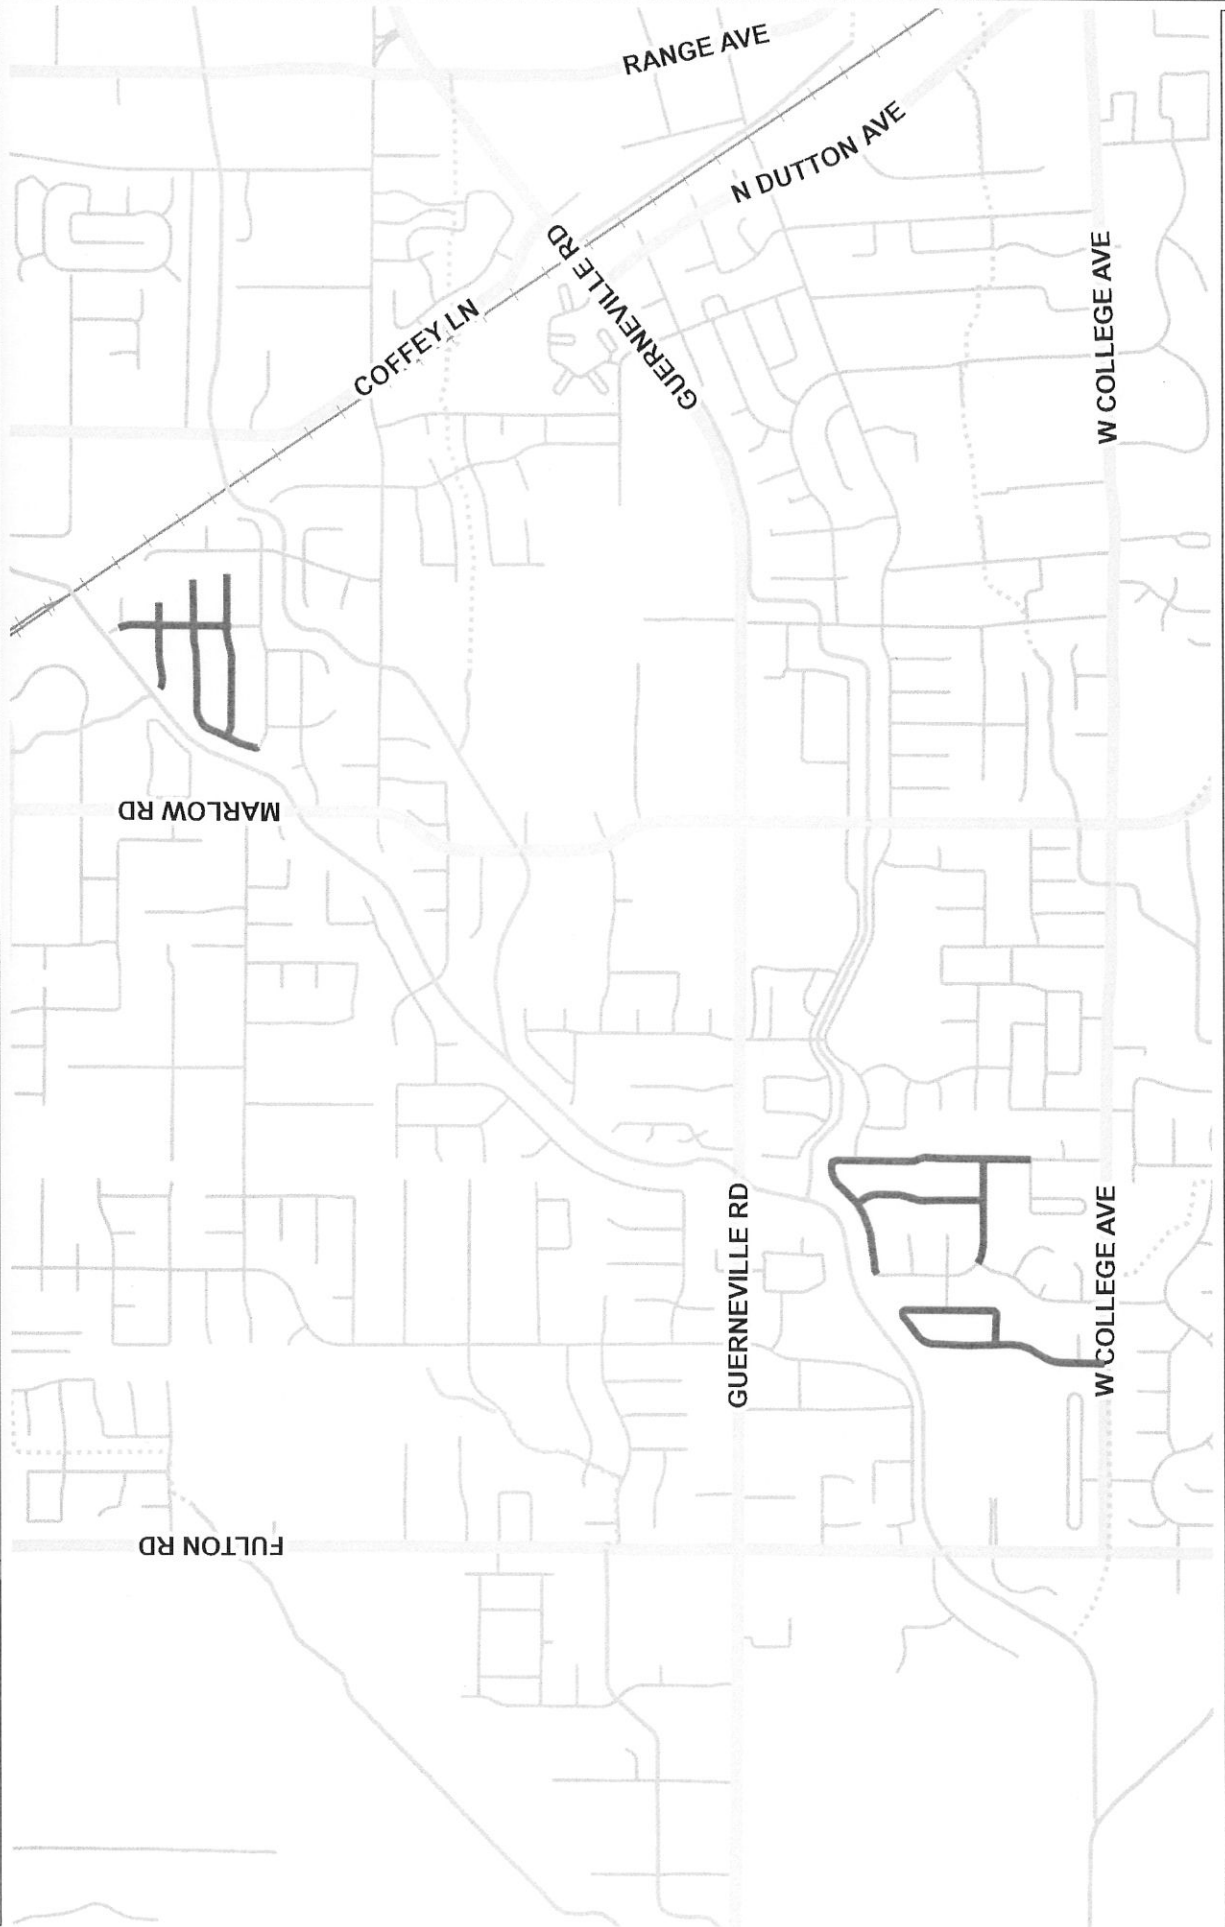 RANGE AVE
N DUTTON AVE
GUERNEVILLE RD
W COLLEGE AVE
COFFEY LN
MARLOW RD
GUERNEVILLE RD
W COLLEGE AVE
FULTON RD